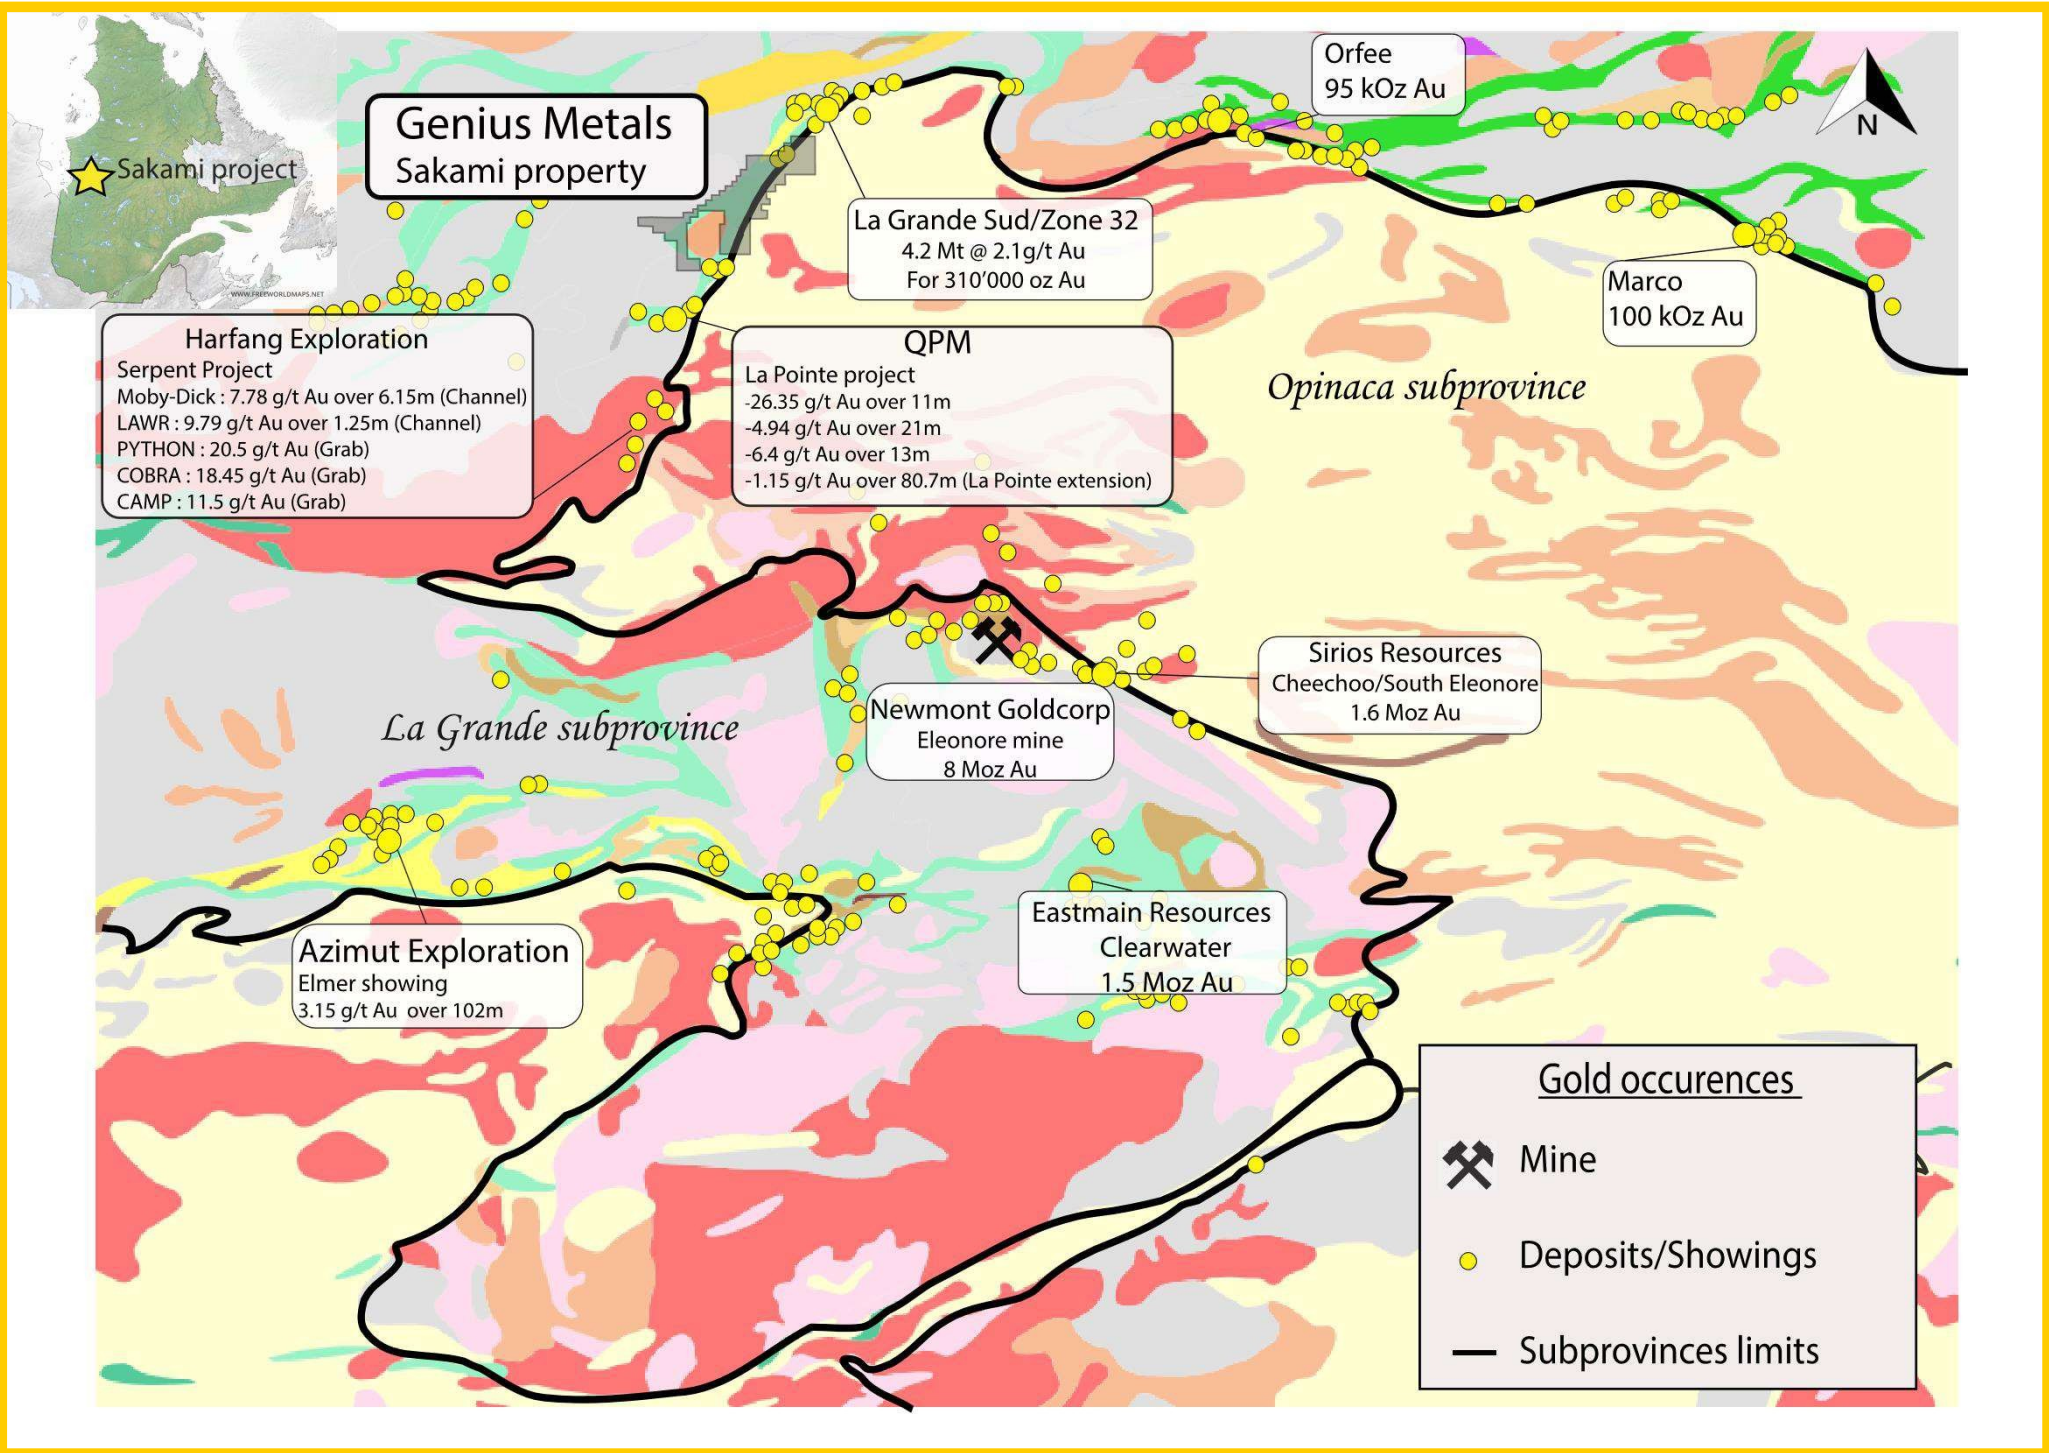 Sakami project
WWW.FREEWORLDMAPS.NET
Genius Metals
Sakami property
Orfee
95 kOz Au
N
La Grande Sud/Zone 32
4.2 Mt @ 2.1g/t Au
For 310'000 oz Au
Marco
100 kOz Au
Harfang Exploration
Serpent Project
Moby-Dick : 7.78 g/t Au over 6.15m (Channel)
LAWR : 9.79 g/t Au over 1.25m (Channel)
PYTHON : 20.5 g/t Au (Grab)
COBRA : 18.45 g/t Au (Grab)
CAMP : 11.5 g/t Au (Grab)
QPM
La Pointe project
-26.35 g/t Au over 11m
-4.94 g/t Au over 21m
-6.4 g/t Au over 13m
-1.15 g/t Au over 80.7m (La Pointe extension)
Opinaca subprovince
Sirios Resources
Cheechoo/South Eleonore
1.6 Moz Au
La Grande subprovince
Newmont Goldcorp
Eleonore mine
8 Moz Au
Eastmain Resources
Clearwater
1.5 Moz Au
Azimut Exploration
Elmer showing
3.15 g/t Au over 102m
Gold occurences
Mine
Deposits/Showings
Subprovinces limits